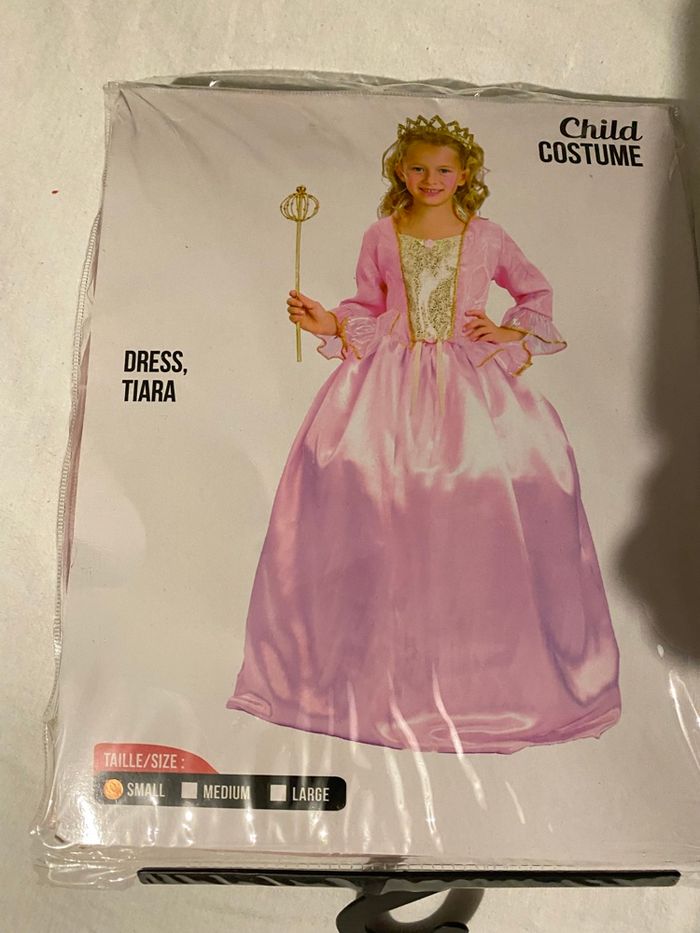 Child
COSTUME
DRESS,
TIARA
TAILLE/SIZE :
SMALL MEDIUM LARGE